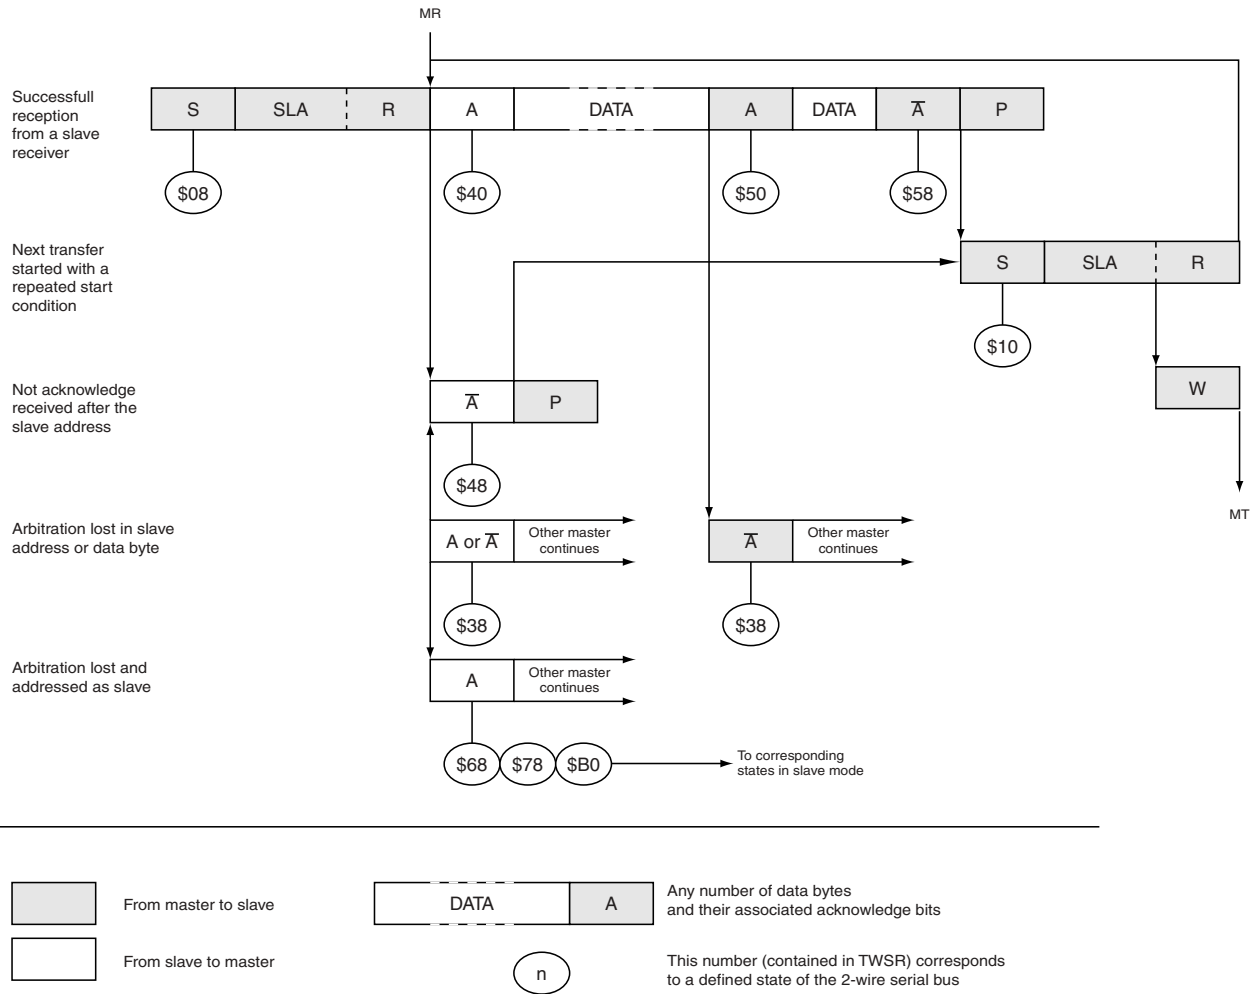 MR
Successfull
reception
from a slave
receiver
S SLA R A DATA A DATA A̅ P
$08 $40 $50 $58
Next transfer
started with a
repeated start
condition
S SLA R
$10
Not acknowledge
received after the
slave address
A̅ P
W
$48
MT
Arbitration lost in slave
address or data byte
A or A̅
Other master
continues
A̅
Other master
continues
$38 $38
Arbitration lost and
addressed as slave
A
Other master
continues
$68 $78 $B0
To corresponding
states in slave mode
From master to slave
DATA A
Any number of data bytes
and their associated acknowledge bits
From slave to master
n
This number (contained in TWSR) corresponds
to a defined state of the 2-wire serial bus